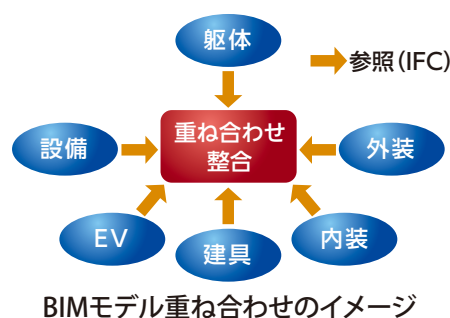 躯体
参照(IFC)
重ね合わせ
整合
設備
外装
EV
建具
内装
BIMモデル重ね合わせのイメージ